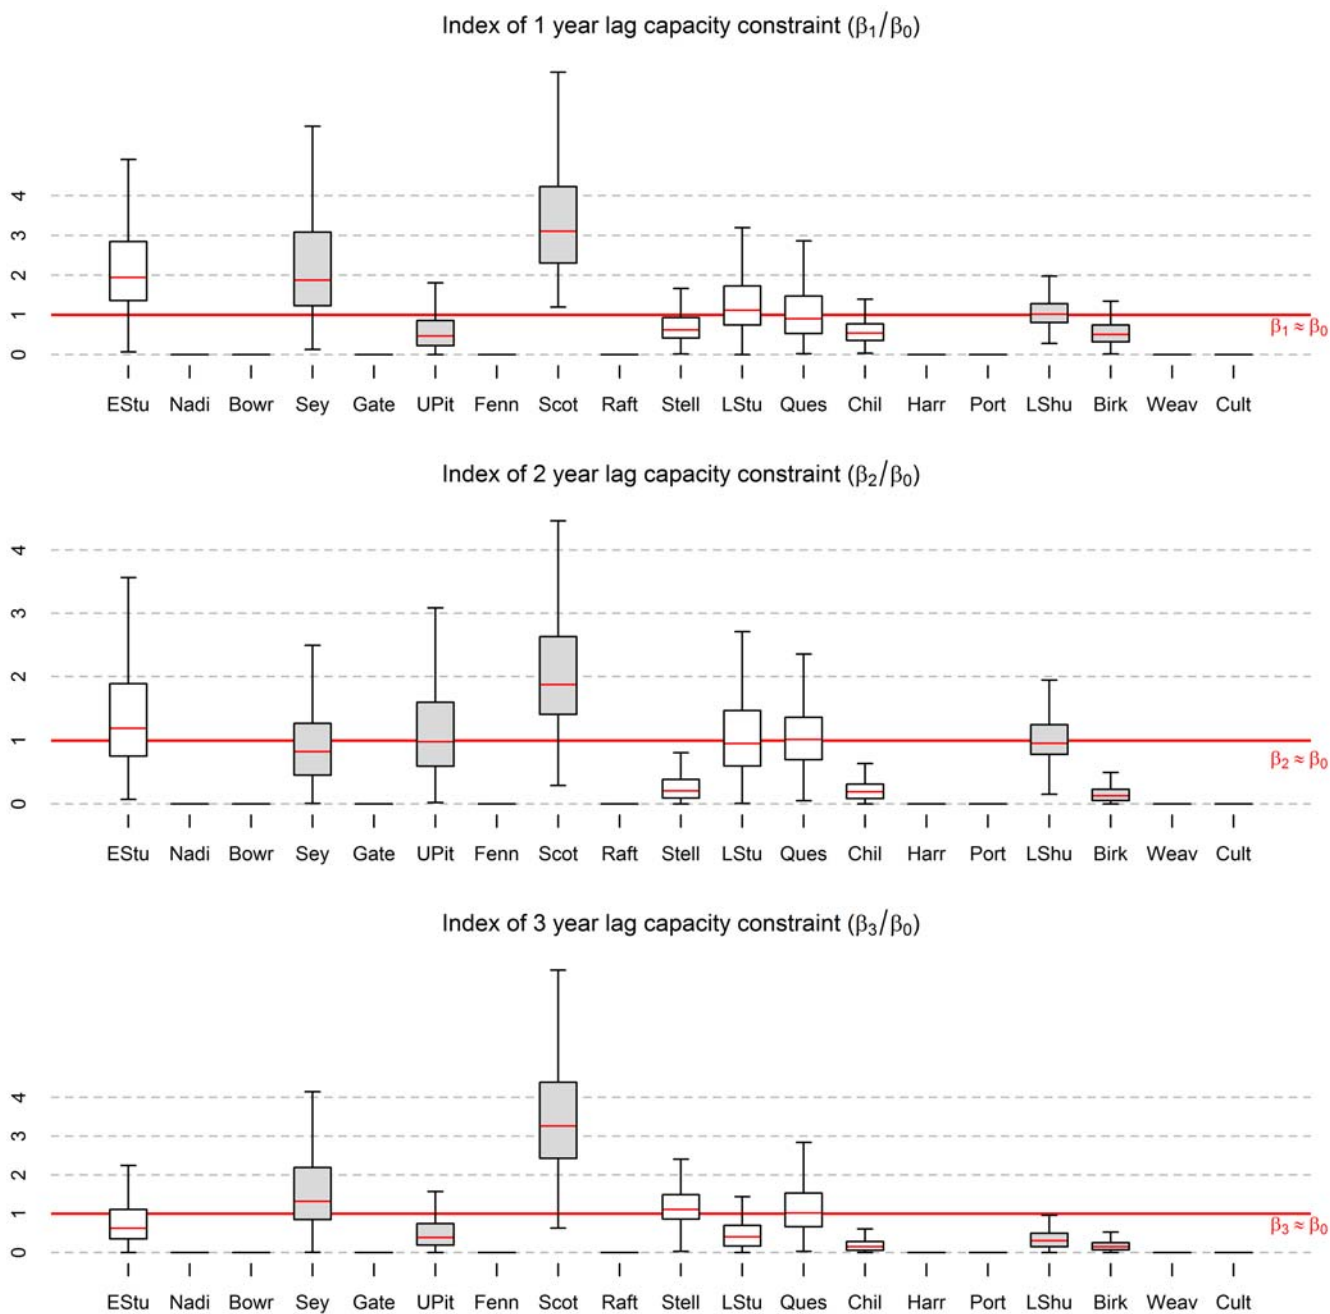 Index of 1 year lag capacity constraint (β₁/β₀)
4
3
2
1
0
β₁ ≈ β₀
EStu Nadi Bowr Sey Gate UPit Fenn Scot Raft Stell LStu Ques Chil Harr Port LShu Birk Weav Cult
Index of 2 year lag capacity constraint (β₂/β₀)
4
3
2
1
0
β₂ ≈ β₀
EStu Nadi Bowr Sey Gate UPit Fenn Scot Raft Stell LStu Ques Chil Harr Port LShu Birk Weav Cult
Index of 3 year lag capacity constraint (β₃/β₀)
4
3
2
1
0
β₃ ≈ β₀
EStu Nadi Bowr Sey Gate UPit Fenn Scot Raft Stell LStu Ques Chil Harr Port LShu Birk Weav Cult